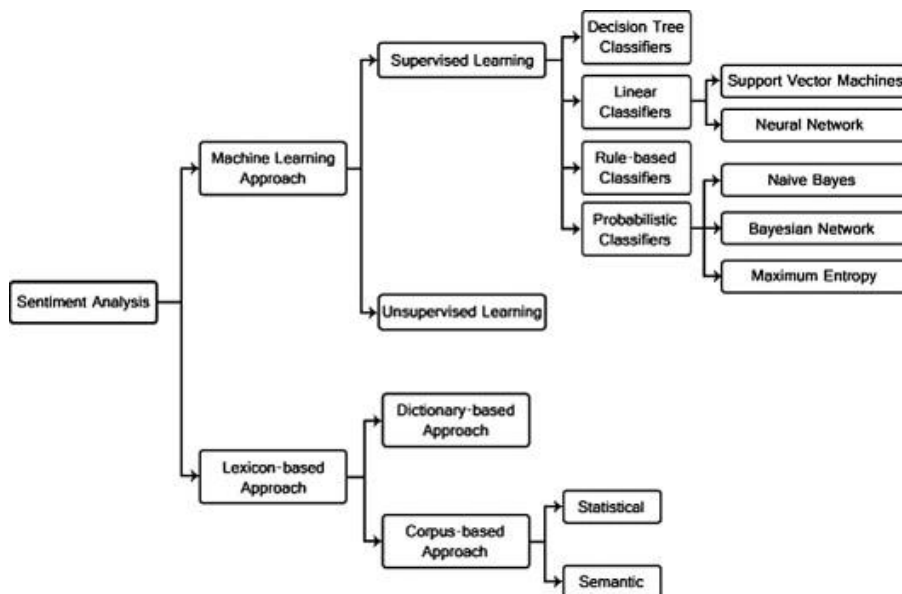 Decision Tree
Classifiers
Supervised Learning
Linear
Classifiers
Support Vector Machines
Neural Network
Machine Learning
Approach
Rule-based
Classifiers
Naive Bayes
Probabilistic
Classifiers
Bayesian Network
Maximum Entropy
Sentiment Analysis
Unsupervised Learning
Dictionary-based
Approach
Lexicon-based
Approach
Corpus-based
Approach
Statistical
Semantic